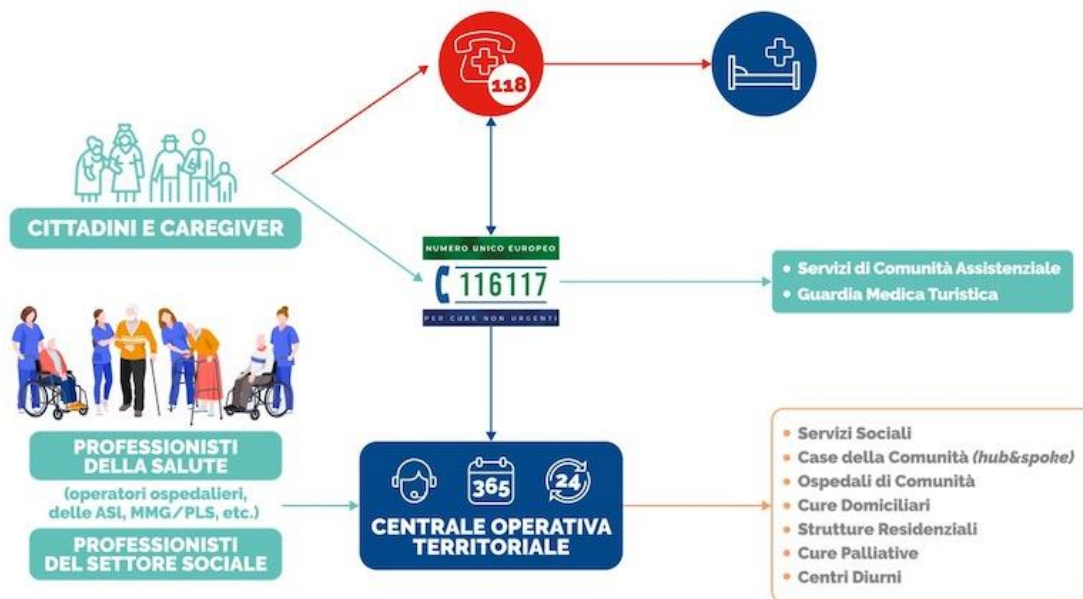 118
CITTADINI E CAREGIVER
NUMERO UNICO EUROPEO
116117
PER CURE NON URGENTI
• Servizi di Comunità Assistenziale
• Guardia Medica Turistica
PROFESSIONISTI
DELLA SALUTE
(operatori ospedalieri,
delle ASL, MMG/PLS, etc.)
PROFESSIONISTI
DEL SETTORE SOCIALE
365
24
CENTRALE OPERATIVA
TERRITORIALE
• Servizi Sociali
• Case della Comunità (hub&spoke)
• Ospedali di Comunità
• Cure Domiciliari
• Strutture Residenziali
• Cure Palliative
• Centri Diurni